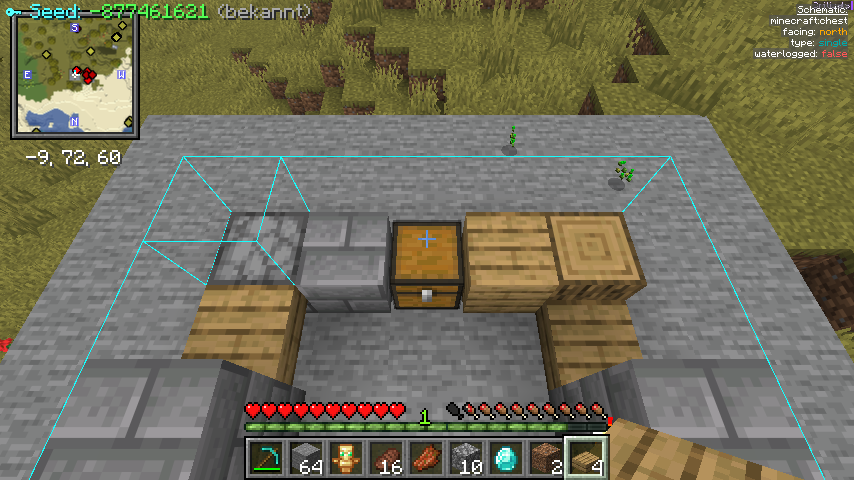 Seed: -877461621 (bekannt)
S
E
W
N
-9, 72, 60
Schematic:
minecraft:chest
facing: north
type: single
waterlogged: false
1
64
16
10
2
4